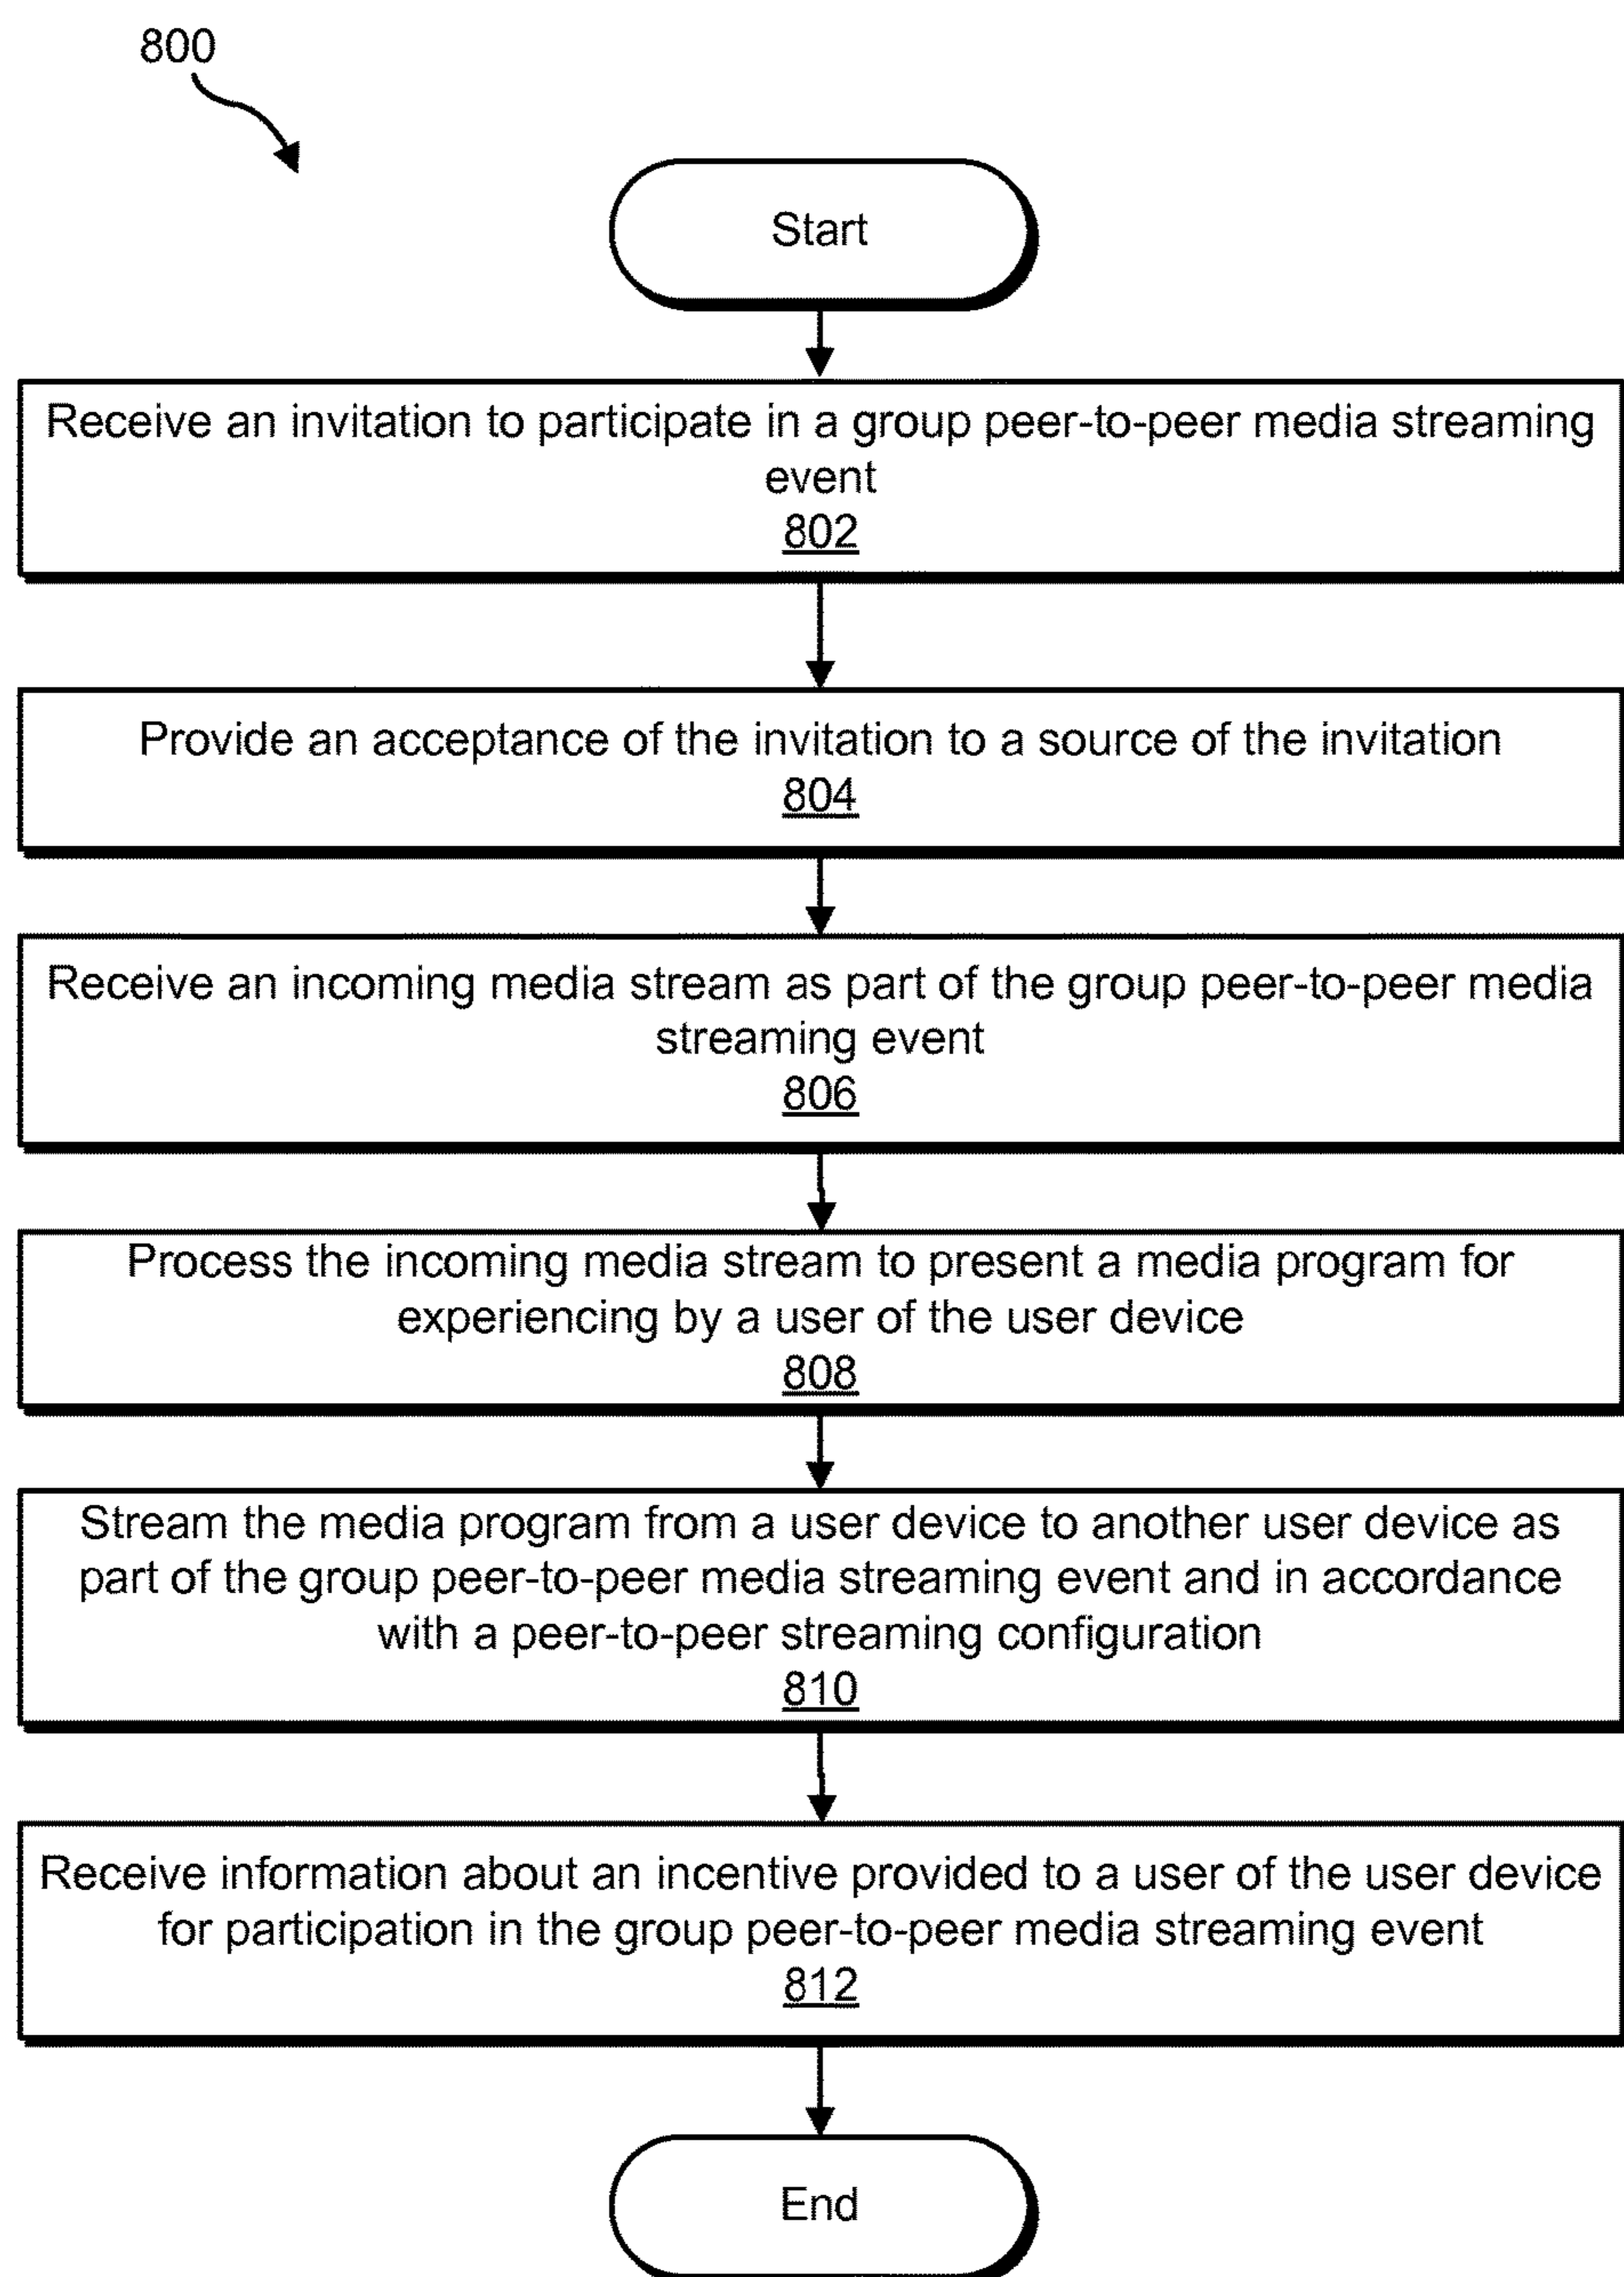 800
Start
Receive an invitation to participate in a group peer-to-peer media streaming
event
802
Provide an acceptance of the invitation to a source of the invitation
804
Receive an incoming media stream as part of the group peer-to-peer media
streaming event
806
Process the incoming media stream to present a media program for
experiencing by a user of the user device
808
Stream the media program from a user device to another user device as
part of the group peer-to-peer media streaming event and in accordance
with a peer-to-peer streaming configuration
810
Receive information about an incentive provided to a user of the user device
for participation in the group peer-to-peer media streaming event
812
End